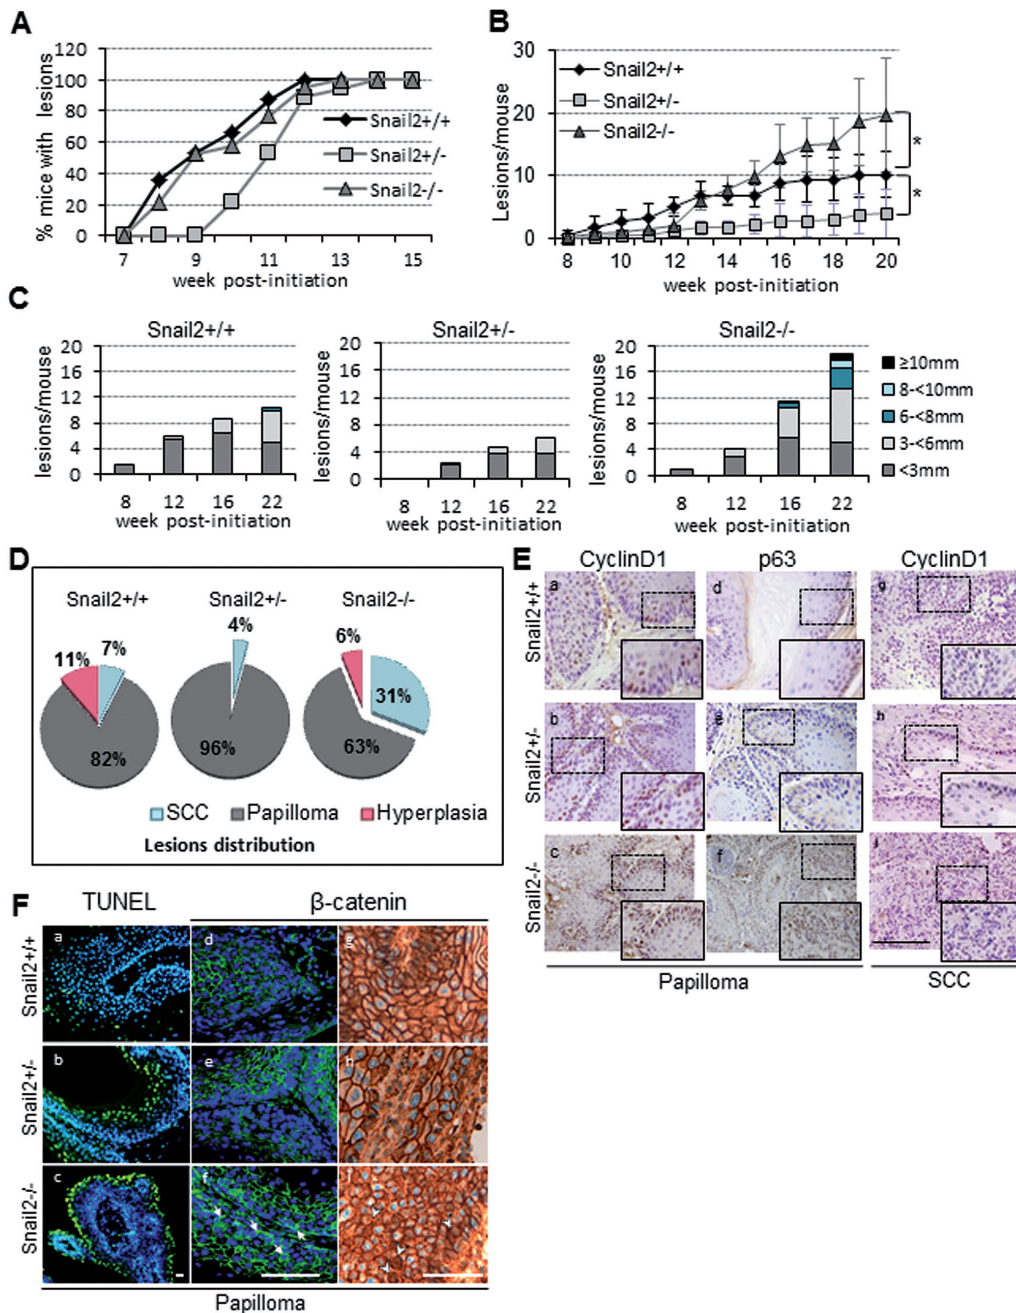 A
% mice with lesions
120
100
80
60
40
20
0
7 9 11 13 15
week post-initiation
Snail2+/+
Snail2+/-
Snail2-/-
B
Lesions/mouse
30
20
10
0
8 10 12 14 16 18 20
week post-initiation
Snail2+/+
Snail2+/-
Snail2-/-
*
*
C
Snail2+/+
lesions/mouse
20
16
12
8
4
0
8 12 16 22
week post-initiation
Snail2+/-
lesions/mouse
20
16
12
8
4
0
8 12 16 22
week post-initiation
Snail2-/-
lesions/mouse
20
16
12
8
4
0
8 12 16 22
week post-initiation
≥10mm
8-<10mm
6-<8mm
3-<6mm
<3mm
D
Snail2+/+ Snail2+/- Snail2-/-
11% 7% 82%
4% 96%
6% 31% 63%
SCC Papilloma Hyperplasia
Lesions distribution
E
CyclinD1 p63 CyclinD1
Snail2+/+
a d g
Snail2+/-
b e h
Snail2-/-
c f i
Papilloma SCC
F
TUNEL β-catenin
Snail2+/+
a d g
Snail2+/-
b e h
Snail2-/-
c f i
Papilloma